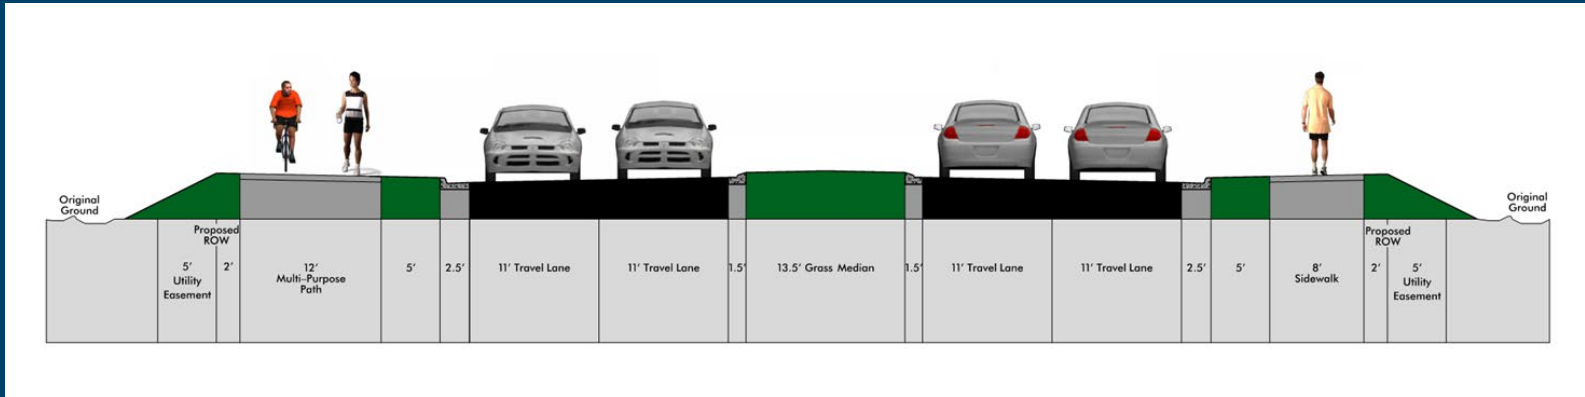 Original
Ground
Proposed
ROW
5'
Utility
Easement
2'
12'
Multi-Purpose
Path
5'
2.5'
11' Travel Lane
11' Travel Lane
1.5'
13.5' Grass Median
1.5'
11' Travel Lane
11' Travel Lane
2.5'
5'
8'
Sidewalk
Proposed
ROW
2'
5'
Utility
Easement
Original
Ground